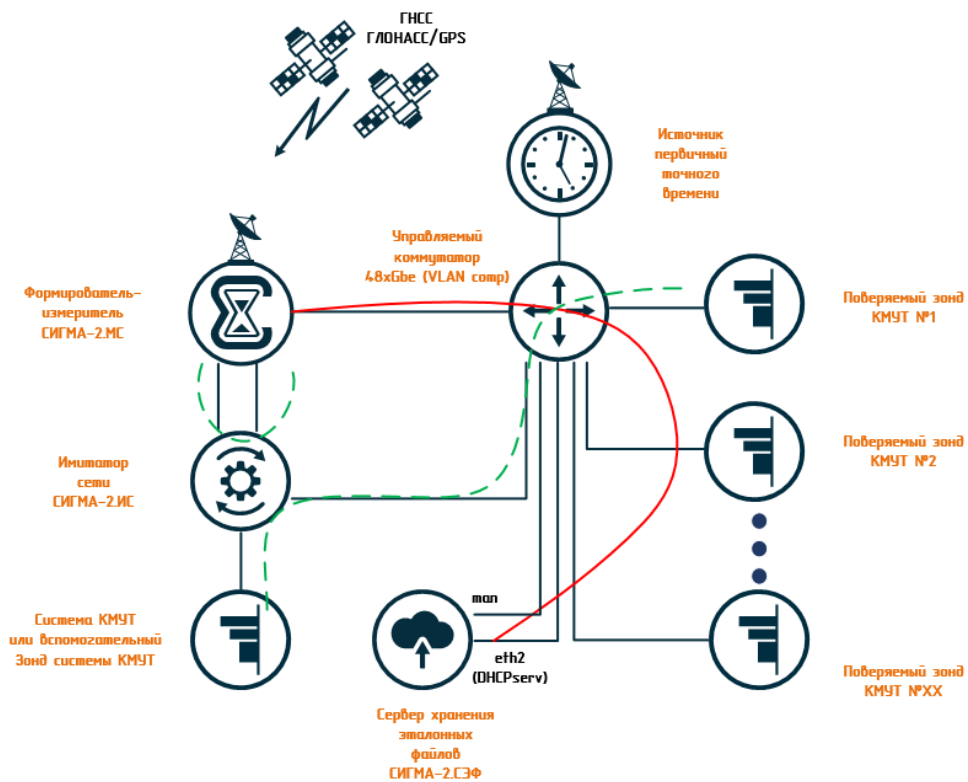 ГНСС
ГЛОНАСС/GPS
Источник
первичный
точного
времени
Управляемый
коммутатор
48xGbe (VLAN comp)
Формирователь-
измеритель
СИГМА-2.МС
Поверяемый зонд
КМУТ №1
Поверяемый зонд
КМУТ №2
Имитатор
сети
СИГМА-2.ИС
Система КМУТ
или вспомогательный
Зонд системы КМУТ
man
eth2
(DHCPserv)
Поверяемый зонд
КМУТ №XX
Сервер хранения
эталонных
файлов
СИГМА-2.СЭФ